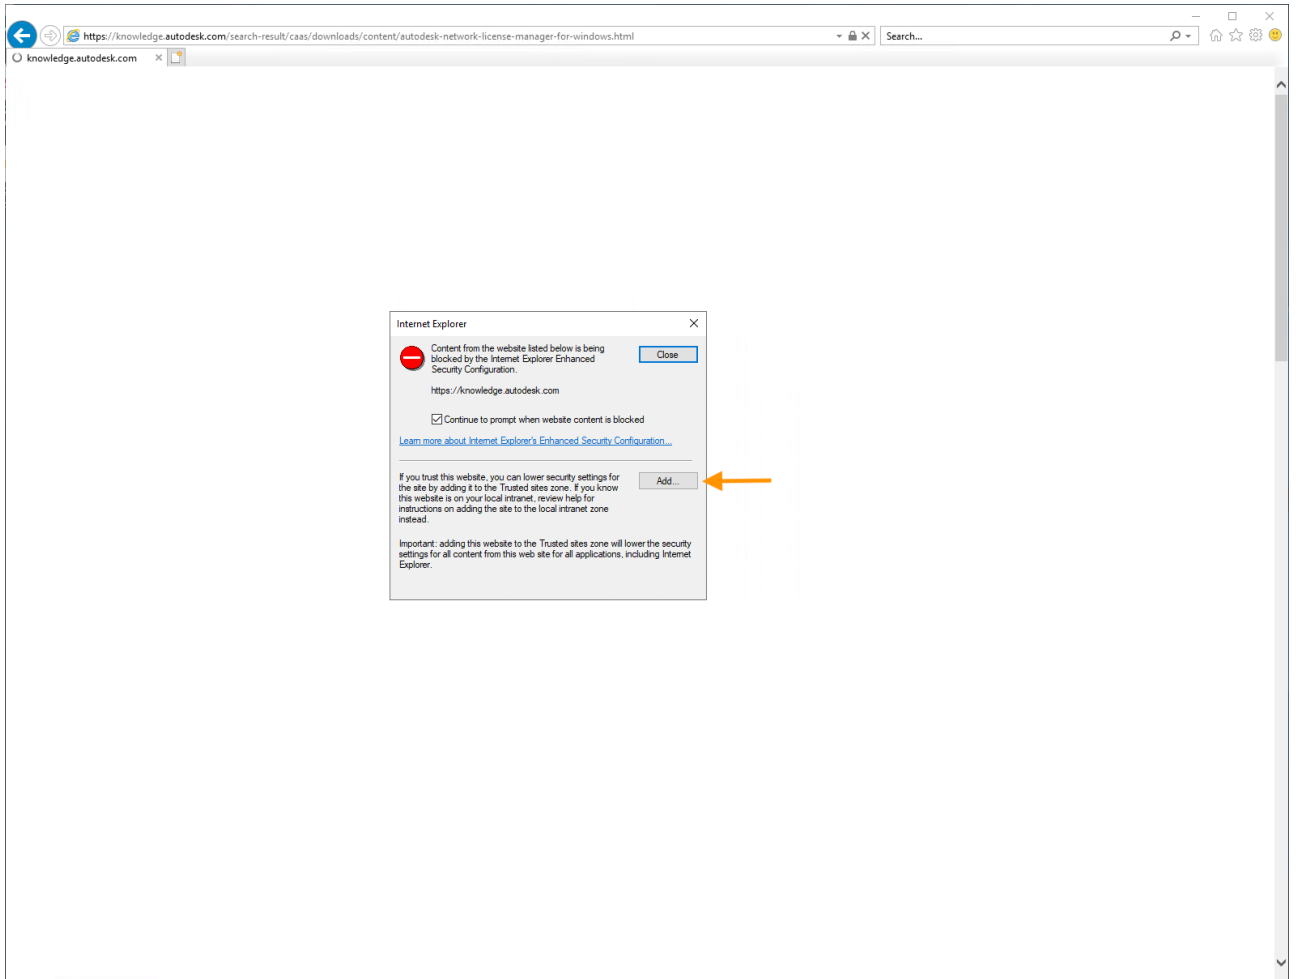 https://knowledge.autodesk.com/search-result/caas/downloads/content/autodesk-network-license-manager-for-windows.html
Search...
knowledge.autodesk.com
Internet Explorer
Content from the website listed below is being
blocked by the Internet Explorer Enhanced
Security Configuration.
Close
https://knowledge.autodesk.com
Continue to prompt when website content is blocked
Learn more about Internet Explorer's Enhanced Security Configuration...
If you trust this website, you can lower security settings for
the site by adding it to the Trusted sites zone. If you know
this website is on your local intranet, review help for
instructions on adding the site to the local intranet zone
instead.
Add...
Important: adding this website to the Trusted sites zone will lower the security
settings for all content from this web site for all applications, including Internet
Explorer.